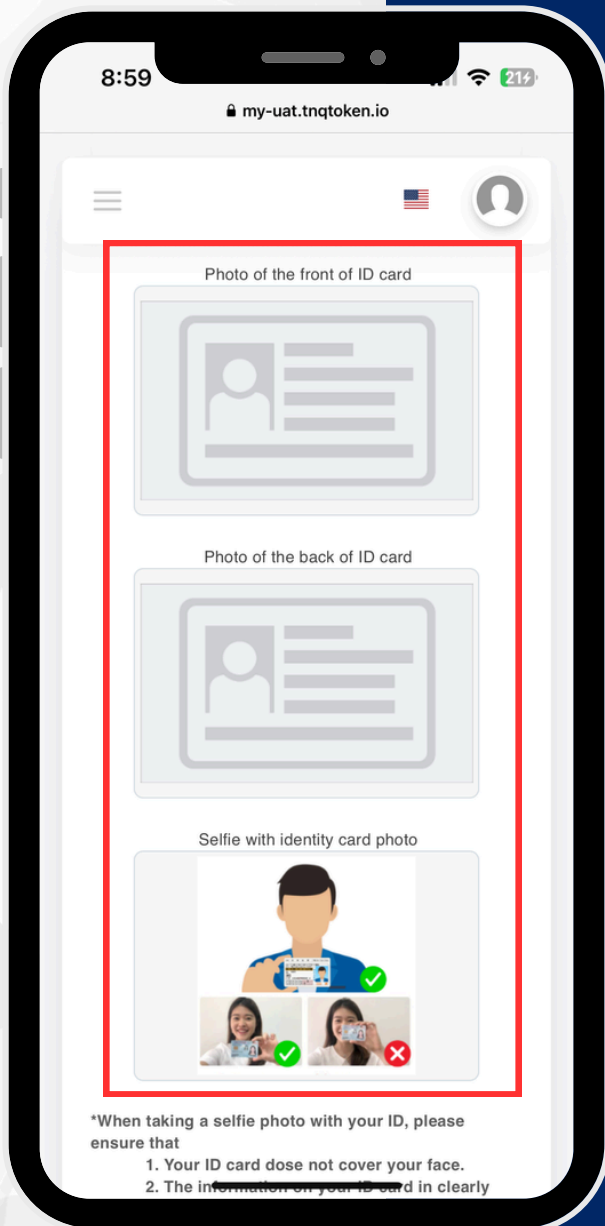 8:59
21
my-uat.tnqtoken.io
Photo of the front of ID card
Photo of the back of ID card
Selfie with identity card photo
*When taking a selfie photo with your ID, please
ensure that
1. Your ID card dose not cover your face.
2. The information on your ID card in clearly